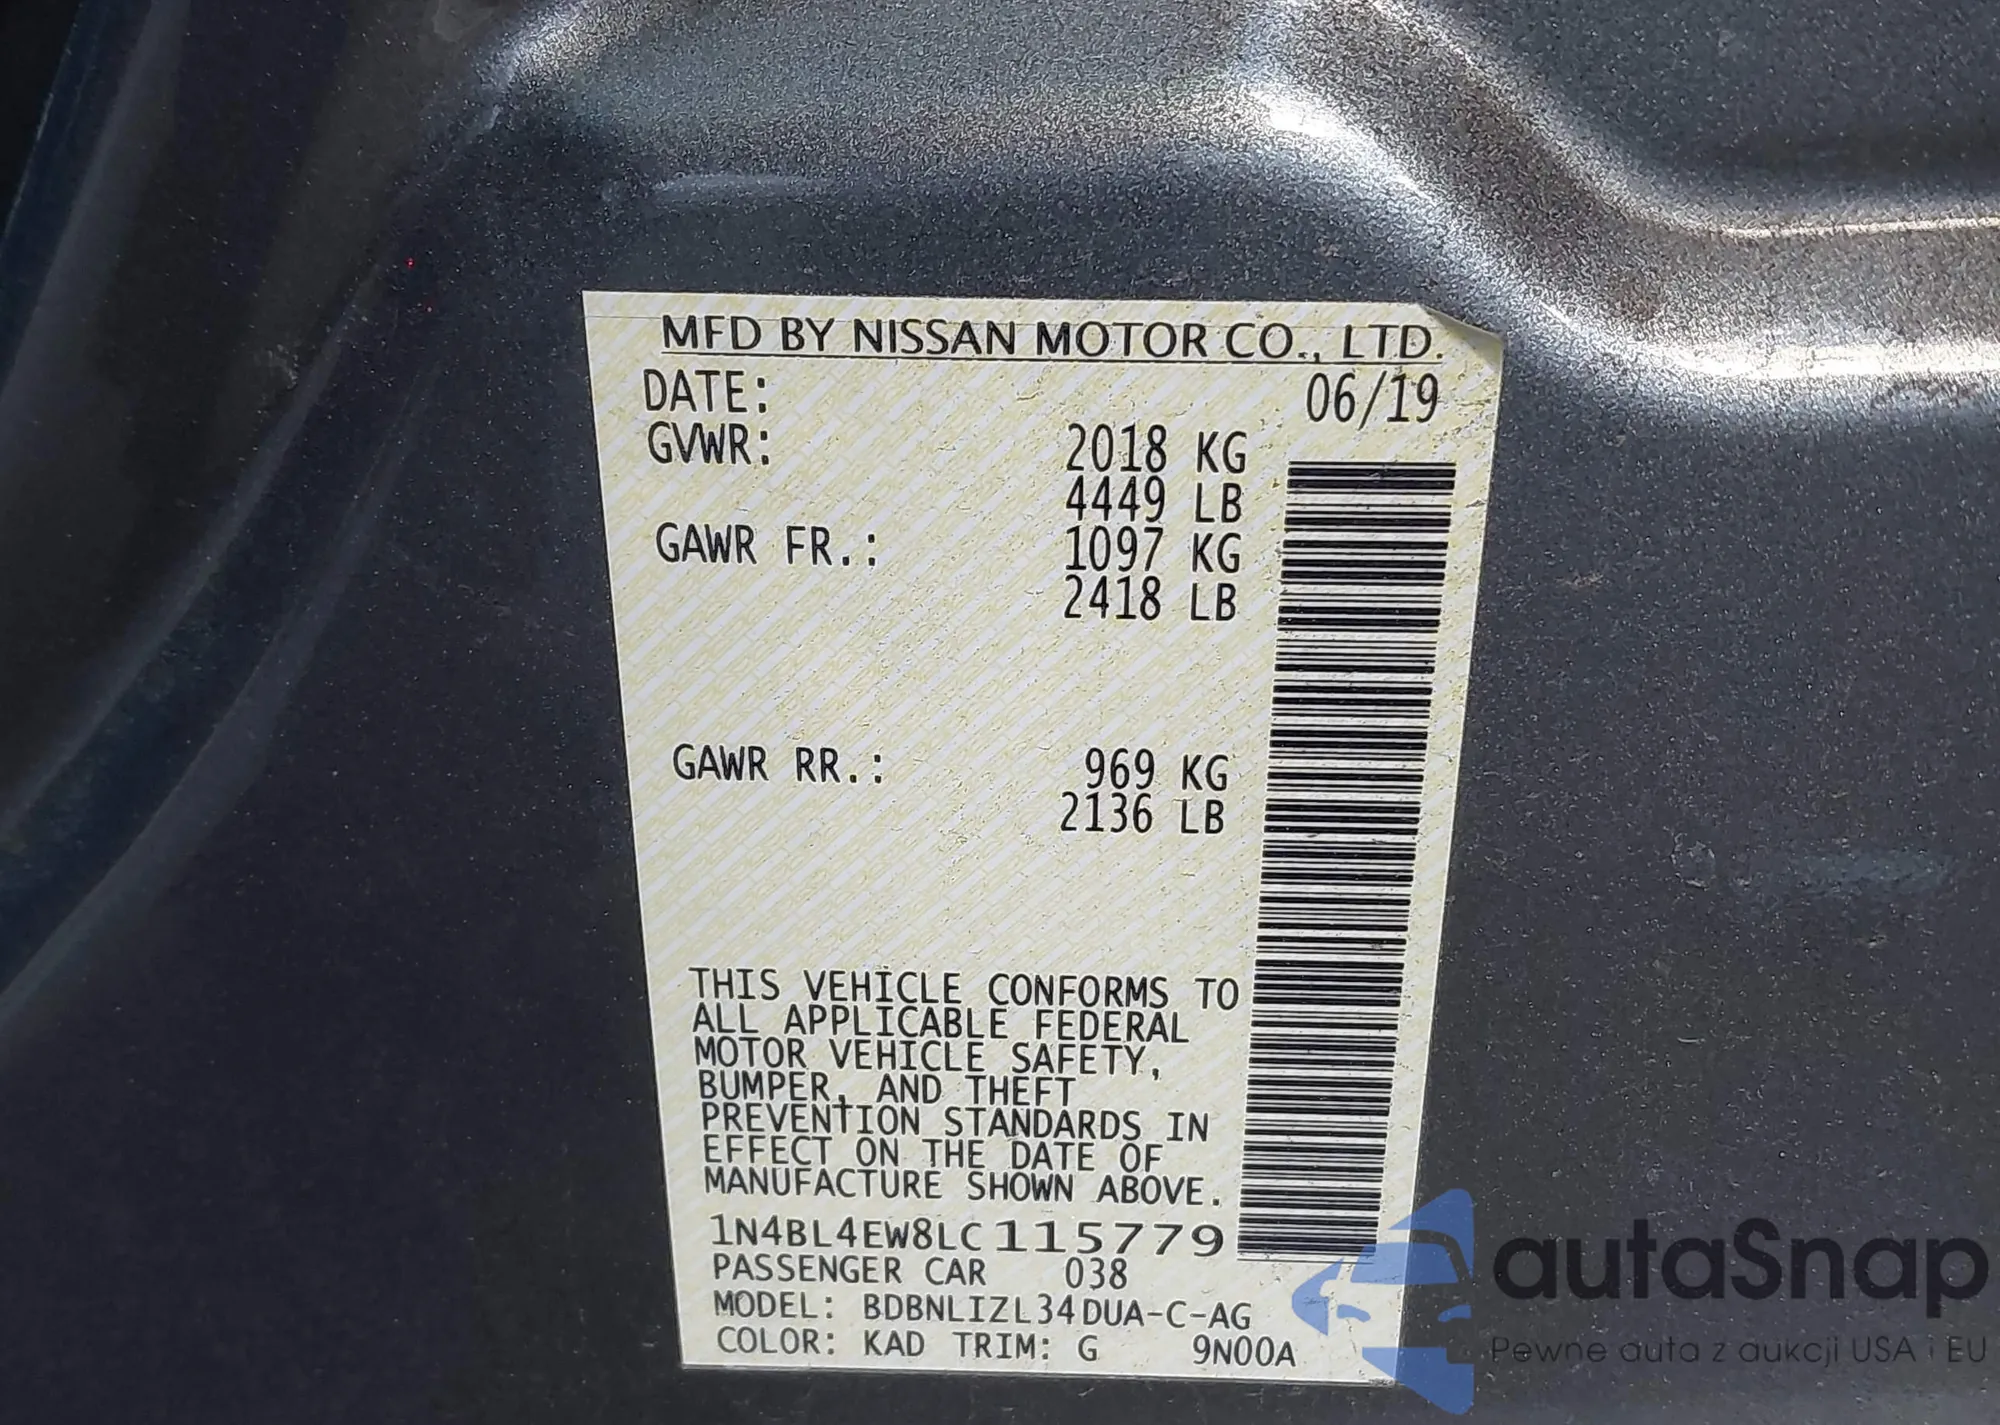 MFD BY NISSAN MOTOR CO., LTD.
DATE: 06/19
GVWR: 2018 KG
4449 LB
GAWR FR.: 1097 KG
2418 LB
GAWR RR.: 969 KG
2136 LB
THIS VEHICLE CONFORMS TO
ALL APPLICABLE FEDERAL
MOTOR VEHICLE SAFETY,
BUMPER, AND THEFT
PREVENTION STANDARDS IN
EFFECT ON THE DATE OF
MANUFACTURE SHOWN ABOVE.
1N4BL4EW8LC115779
PASSENGER CAR 038
MODEL: BDBNLIZL34DUA-C-AG
COLOR: KAD TRIM: G 9N00A
autaSnap
Pewne auta z aukcji USA i EU